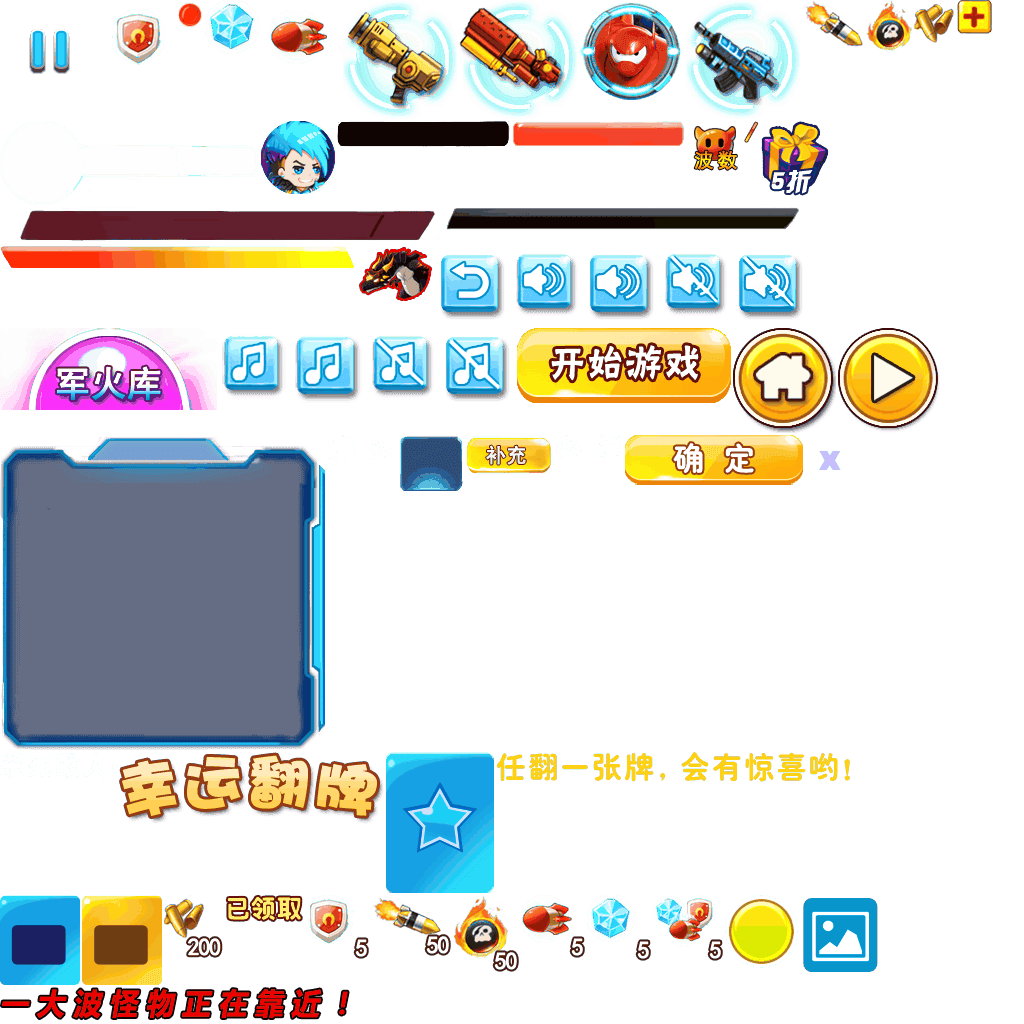 波数
5折
军火库
开始游戏
补充
确 定
x
幸运翻牌
任翻一张牌,会有惊喜哟!
已领取
200
5
50
50
5
5
5
一大波怪物正在靠近!